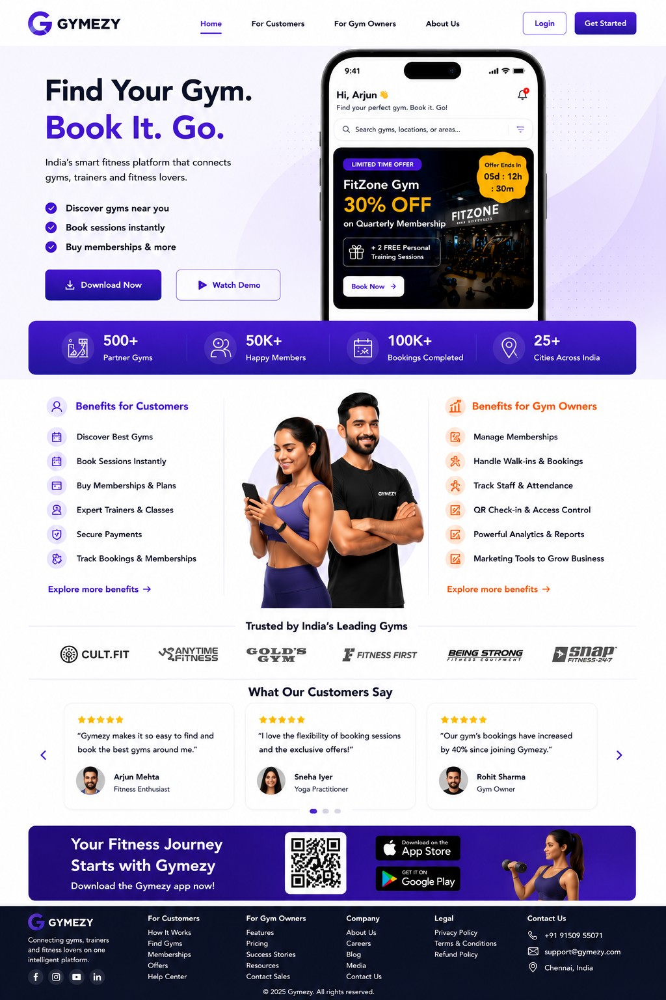 GYMEZY
Home
For Customers
For Gym Owners
About Us
Login
Get Started
Find Your Gym.
Book It. Go.
India's smart fitness platform that connects
gyms, trainers and fitness lovers.
Discover gyms near you
Book sessions instantly
Buy memberships & more
Download Now
Watch Demo
9:41
Hi, Arjun 👋
Find your perfect gym. Book it. Go!
Search gyms, locations, or areas...
LIMITED TIME OFFER
Offer Ends In
05d : 12h
: 30m
FitZone Gym
30% OFF
on Quarterly Membership
FITZONE
+ 2 FREE Personal
Training Sessions
Book Now →
500+
Partner Gyms
50K+
Happy Members
100K+
Bookings Completed
25+
Cities Across India
Benefits for Customers
Discover Best Gyms
Book Sessions Instantly
Buy Memberships & Plans
Expert Trainers & Classes
Secure Payments
Track Bookings & Memberships
Explore more benefits →
GYMEZY
Benefits for Gym Owners
Manage Memberships
Handle Walk-ins & Bookings
Track Staff & Attendance
QR Check-in & Access Control
Powerful Analytics & Reports
Marketing Tools to Grow Business
Explore more benefits →
Trusted by India's Leading Gyms
CULT.FIT
ANYTIME
FITNESS
GOLD'S
GYM
FITNESS FIRST
BEING STRONG
FITNESS EQUIPMENT
snap
FITNESS·24-7
What Our Customers Say
"Gymezy makes it so easy to find and
book the best gyms around me."
Arjun Mehta
Fitness Enthusiast
"I love the flexibility of booking sessions
and the exclusive offers!"
Sneha Iyer
Yoga Practitioner
"Our gym's bookings have increased
by 40% since joining Gymezy."
Rohit Sharma
Gym Owner
Your Fitness Journey
Starts with Gymezy
Download the Gymezy app now!
Download on the
App Store
GET IT ON
Google Play
GYMEZY
Connecting gyms, trainers
and fitness lovers on one
intelligent platform.
For Customers
How It Works
Find Gyms
Memberships
Offers
Help Center
For Gym Owners
Features
Pricing
Success Stories
Resources
Contact Sales
Company
About Us
Careers
Blog
Media
Contact Us
Legal
Privacy Policy
Terms & Conditions
Refund Policy
Contact Us
+91 91509 55071
support@gymezy.com
Chennai, India
© 2025 Gymezy. All rights reserved.